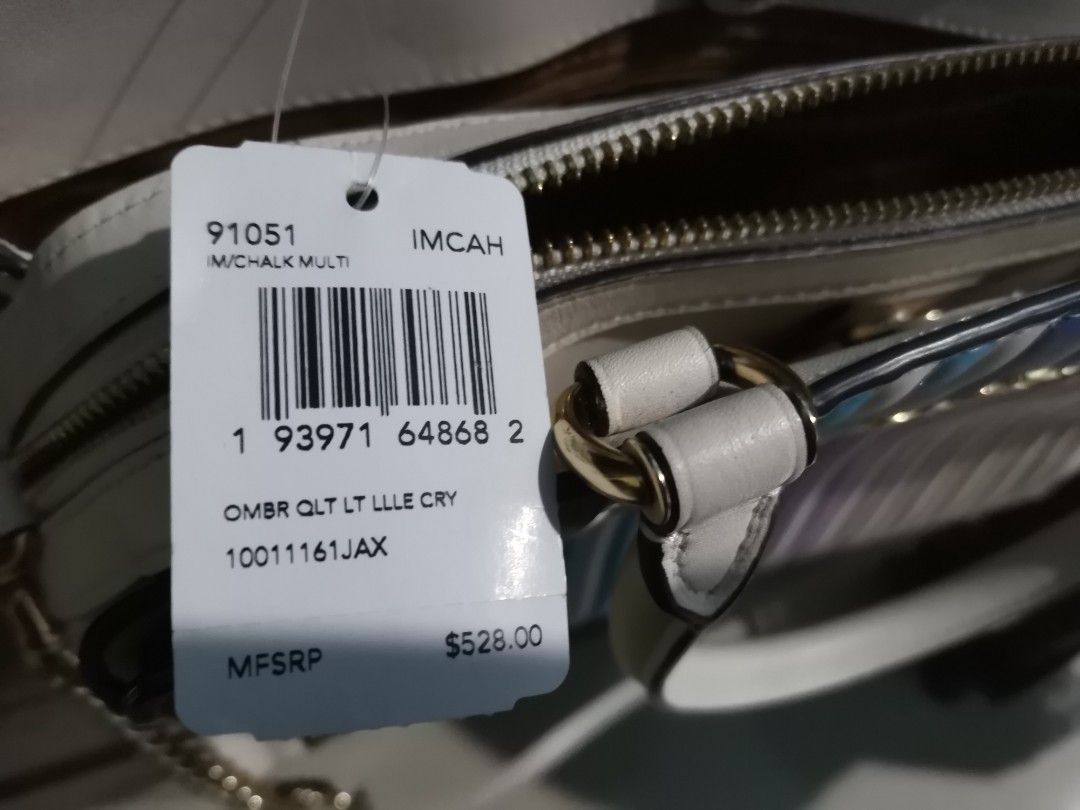 91051 IMCAH
IM/CHALK MULTI
1 93971 64868 2
OMBR QLT LT LLLE CRY
10011161JAX
MFSRP $528.00